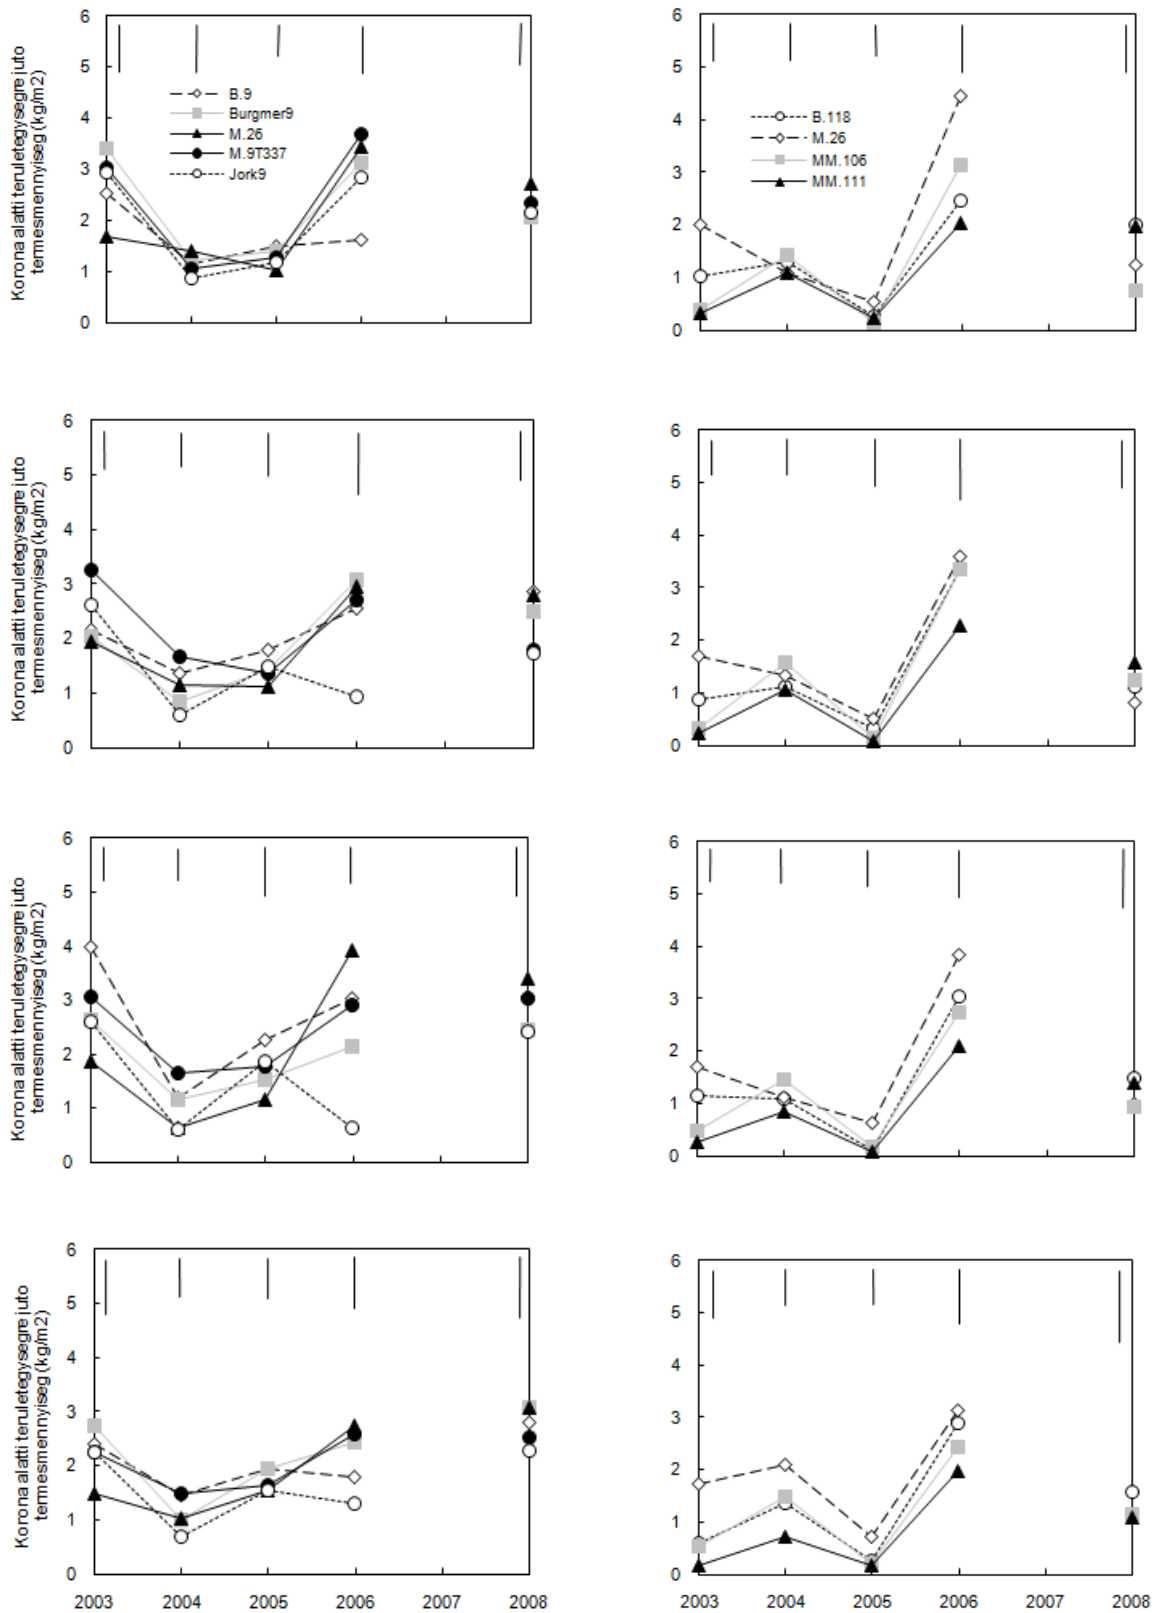 Korona alatti teruletegysegre juto
termesmennyiseg (kg/m2)
6
5
4
3
2
1
0
B.9
Burgmer9
M.26
M.9T337
Jork9
6
5
4
3
2
1
0
B.118
M.26
MM.106
MM.111
Korona alatti teruletegysegre juto
termesmennyiseg (kg/m2)
6
5
4
3
2
1
0
6
5
4
3
2
1
0
Korona alatti teruletegysegre juto
termesmennyiseg (kg/m2)
6
5
4
3
2
1
0
6
5
4
3
2
1
0
Korona alatti teruletegysegre juto
termesmennyiseg (kg/m2)
6
5
4
3
2
1
0
2003 2004 2005 2006 2007 2008
6
5
4
3
2
1
0
2003 2004 2005 2006 2007 2008